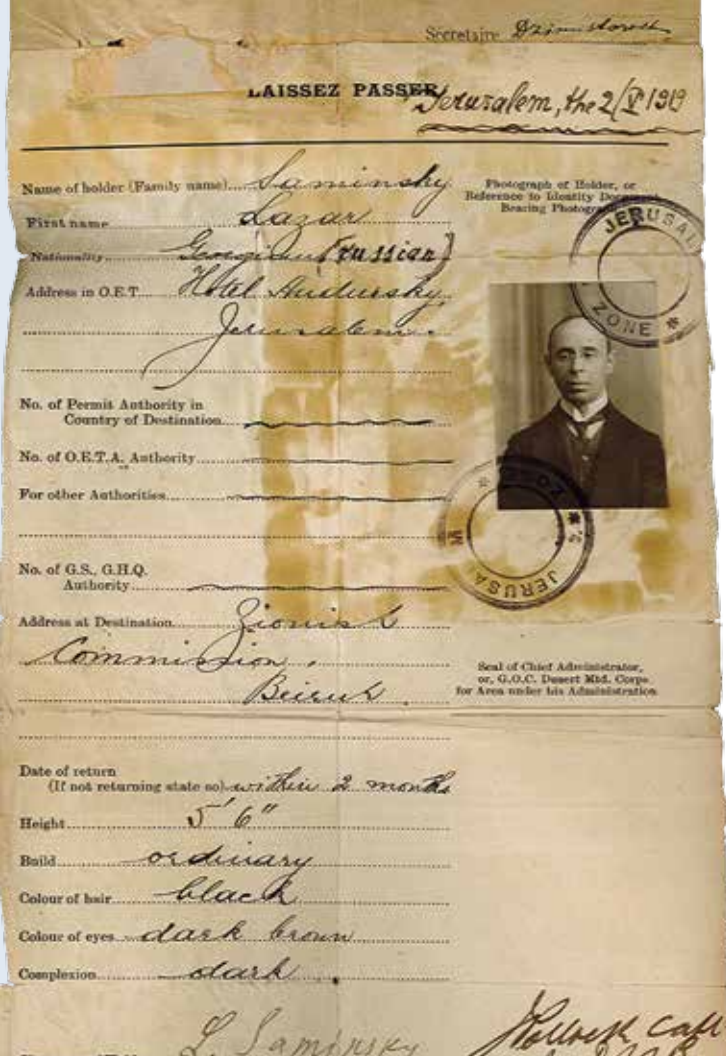 Secretaire
LAISSEZ PASSER
Jerusalem, the 2/V 1919
Name of holder (Family name) Saminsky
First name Lazar
Nationality Georgian (russian)
Address in O.E.T. Hotel
Jerusalem.
Photograph of Holder, or
Reference to Identity Document
Bearing Photograph
JERUSAL
ZONE *
No. of Permit Authority in
Country of Destination
No. of O.E.T.A. Authority
For other Authorities
JERUSA
No. of G.S., G.H.Q.
Authority
Address at Destination Zionist
Commission,
Beirut.
Seal of Chief Administrator,
or, G.O.C. Desert Mtd. Corps
for Area under his Administration
Date of return
(If not returning state so) within 2 months
Height 5' 6"
Build ordinary
Colour of hair black
Colour of eyes dark brown
Complexion dark
L. Saminsky